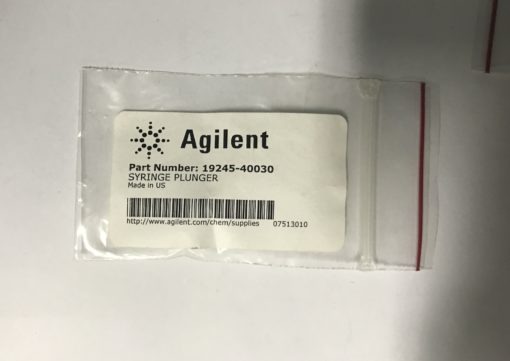 Agilent
Part Number: 19245-40030
SYRINGE PLUNGER
Made in US
http://www.agilent.com/chem/supplies 07513010